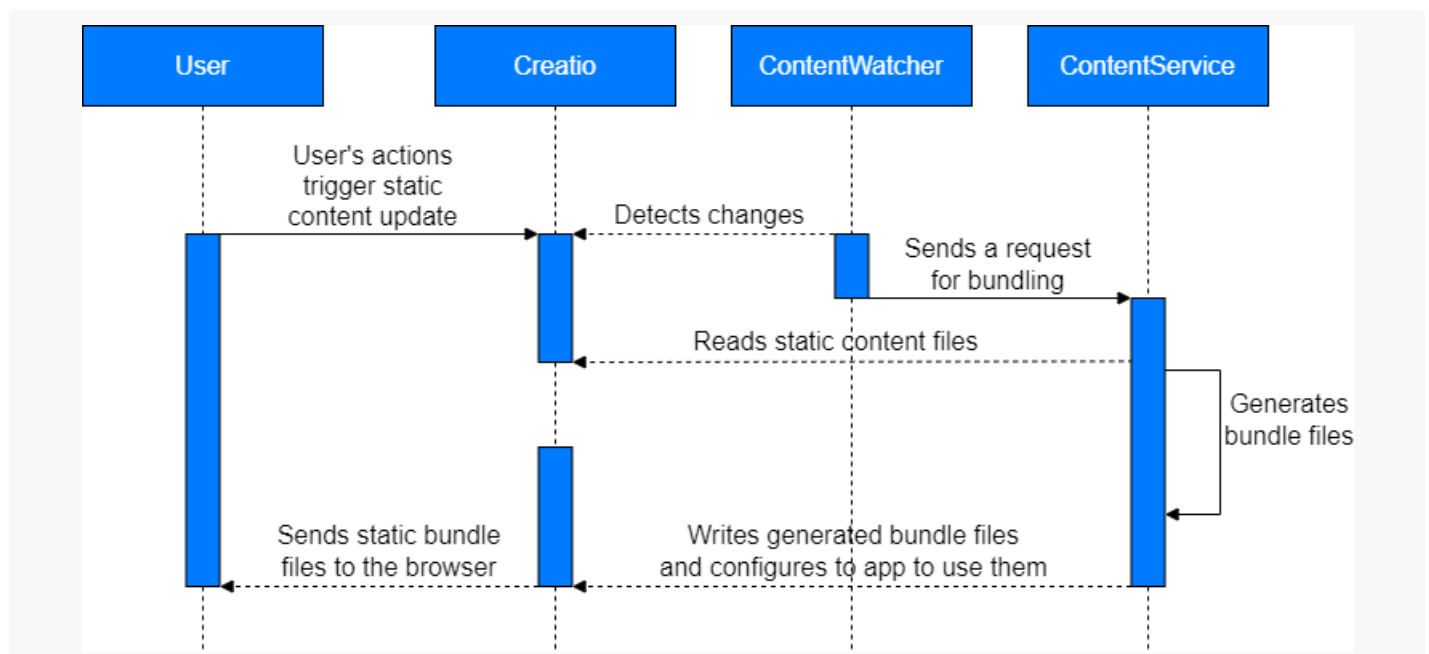 User
Creatio
ContentWatcher
ContentService
User's actions
trigger static
content update
Detects changes
Sends a request
for bundling
Reads static content files
Generates
bundle files
Sends static bundle
files to the browser
Writes generated bundle files
and configures to app to use them